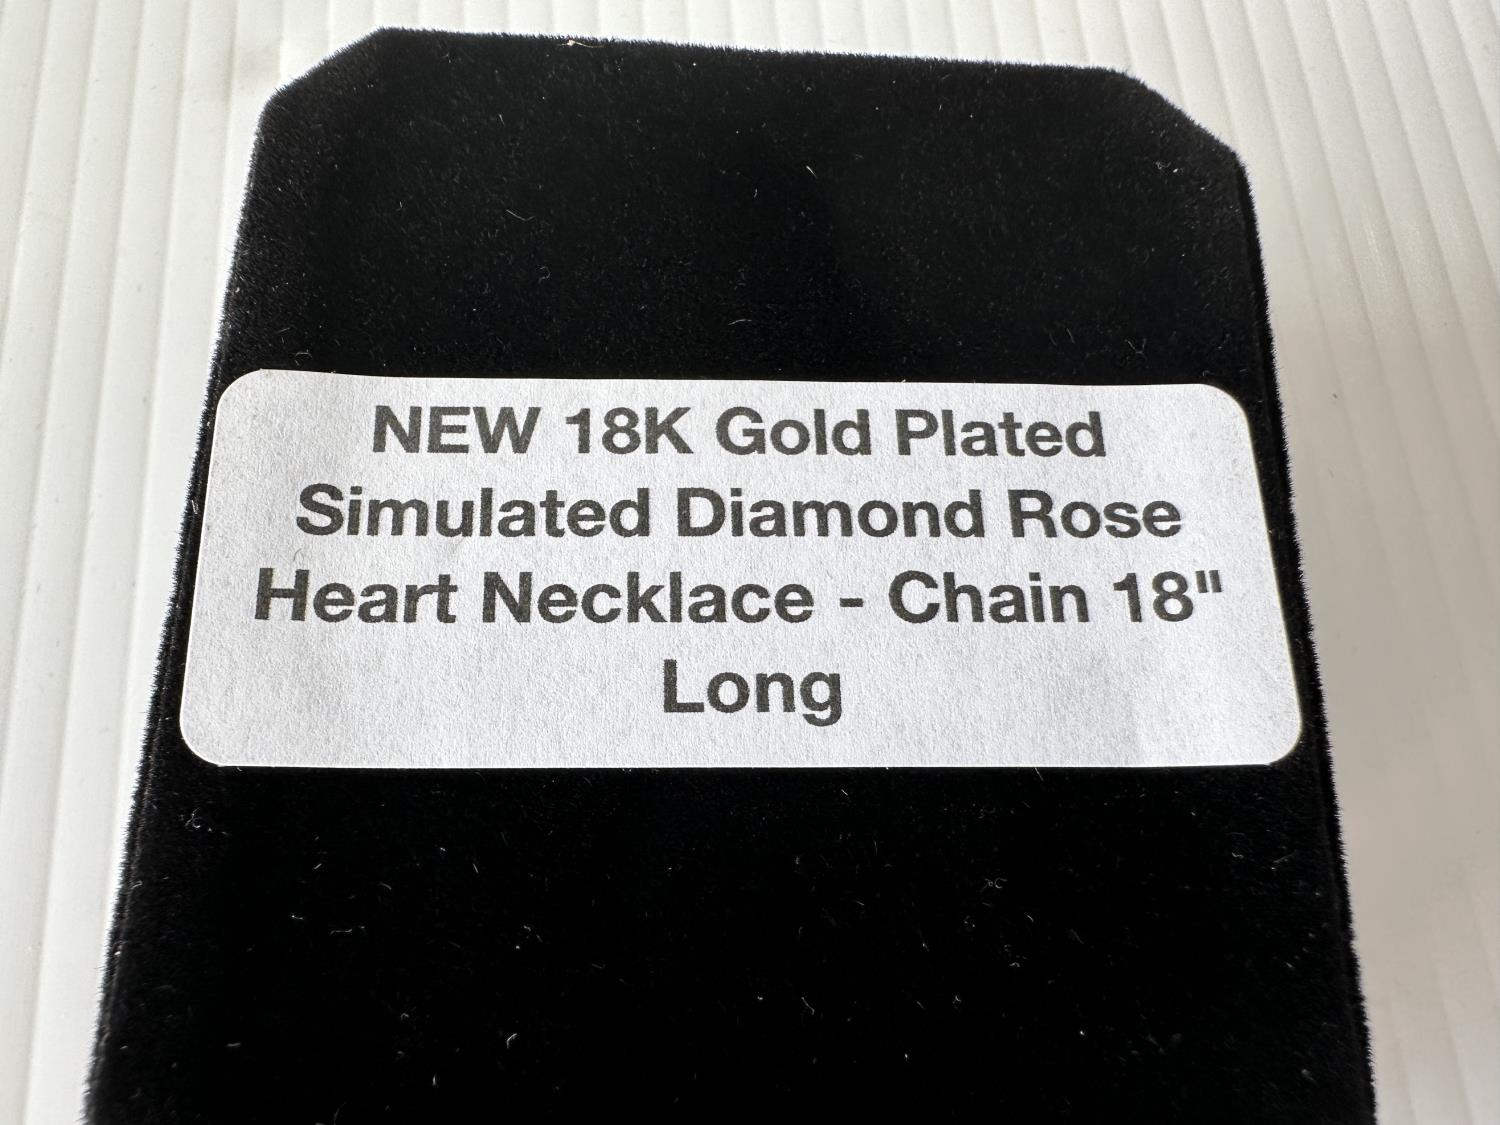 NEW 18K Gold Plated
Simulated Diamond Rose
Heart Necklace - Chain 18"
Long